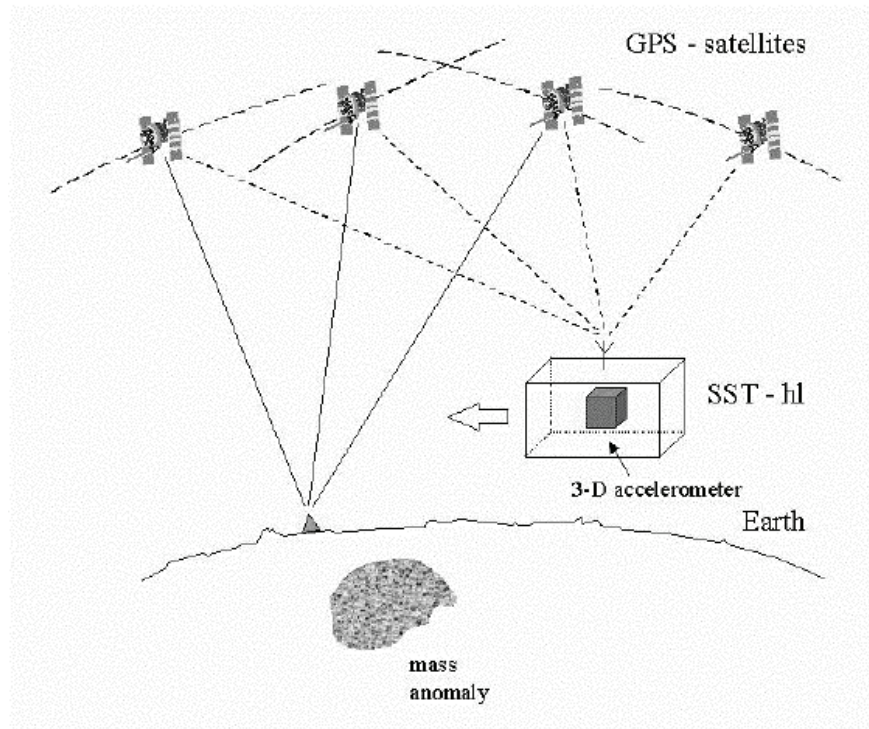 GPS - satellites
SST - hl
3-D accelerometer
Earth
mass
anomaly